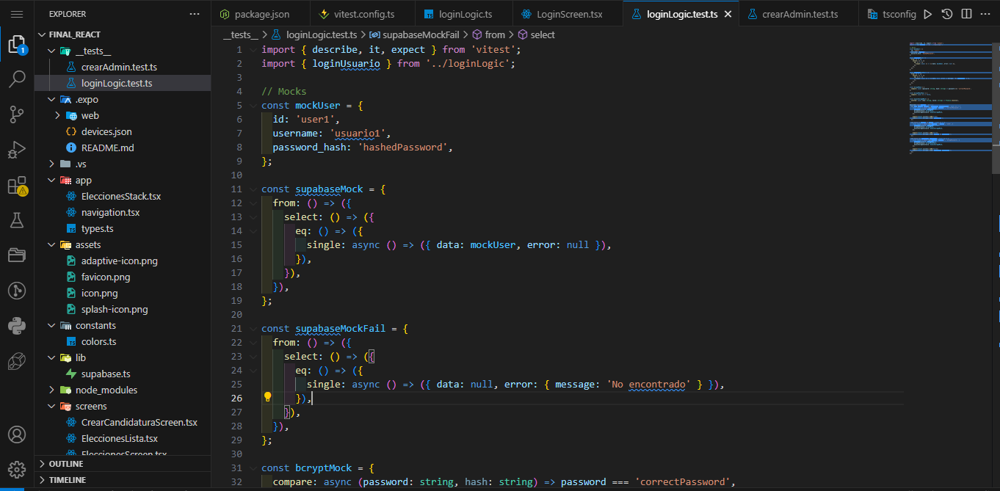 EXPLORER
FINAL_REACT
__tests__
crearAdmin.test.ts
loginLogic.test.ts
.expo
web
devices.json
README.md
.vs
app
EleccionesStack.tsx
navigation.tsx
types.ts
assets
adaptive-icon.png
favicon.png
icon.png
splash-icon.png
constants
colors.ts
lib
supabase.ts
node_modules
screens
CrearCandidaturaScreen.tsx
EleccionesLista.tsx
EleccionesScreen.tsx
OUTLINE
TIMELINE
1
package.json
vitest.config.ts
loginLogic.ts
LoginScreen.tsx
loginLogic.test.ts
crearAdmin.test.ts
tsconfig
__tests__ > loginLogic.test.ts > supabaseMockFail > from > select
1 import { describe, it, expect } from 'vitest';
2 import { loginUsuario } from '../loginLogic';
3
4 // Mocks
5 const mockUser = {
6 id: 'user1',
7 username: 'usuario1',
8 password_hash: 'hashedPassword',
9 };
10
11 const supabaseMock = {
12 from: () => ({
13 select: () => ({
14 eq: () => ({
15 single: async () => ({ data: mockUser, error: null }),
16 }),
17 }),
18 }),
19 };
20
21 const supabaseMockFail = {
22 from: () => ({
23 select: () => ({
24 eq: () => ({
25 single: async () => ({ data: null, error: { message: 'No encontrado' } }),
26 }),
27 }),
28 }),
29 };
30
31 const bcryptMock = {
32 compare: async (password: string, hash: string) => password === 'correctPassword',